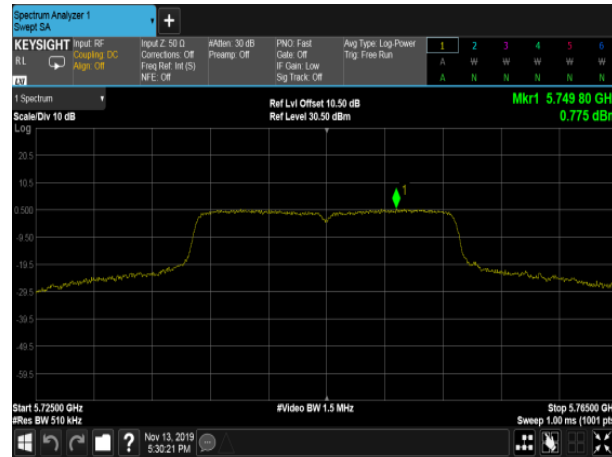 Spectrum Analyzer 1
Swept SA
+
KEYSIGHT
RL
LXI
Input: RF
Coupling: DC
Align: Off
Input Z: 50 Ω
Corrections: Off
Freq Ref: Int (S)
NFE: Off
#Atten: 30 dB
Preamp: Off
PNO: Fast
Gate: Off
IF Gain: Low
Sig Track: Off
Avg Type: Log-Power
Trig: Free Run
1 2 3 4 5 6
A W W W W W
A N N N N N
1 Spectrum
Scale/Div 10 dB
Log
Ref Lvl Offset 10.50 dB
Ref Level 30.50 dBm
Mkr1 5.749 80 GH
0.775 dBr
20.5
10.5
0.500
-9.50
-19.5
-29.5
-39.5
-49.5
-59.5
1
Start 5.72500 GHz
#Res BW 510 kHz
#Video BW 1.5 MHz
Stop 5.76500 GH
Sweep 1.00 ms (1001 pt
?
Nov 13, 2019
5:30:21 PM